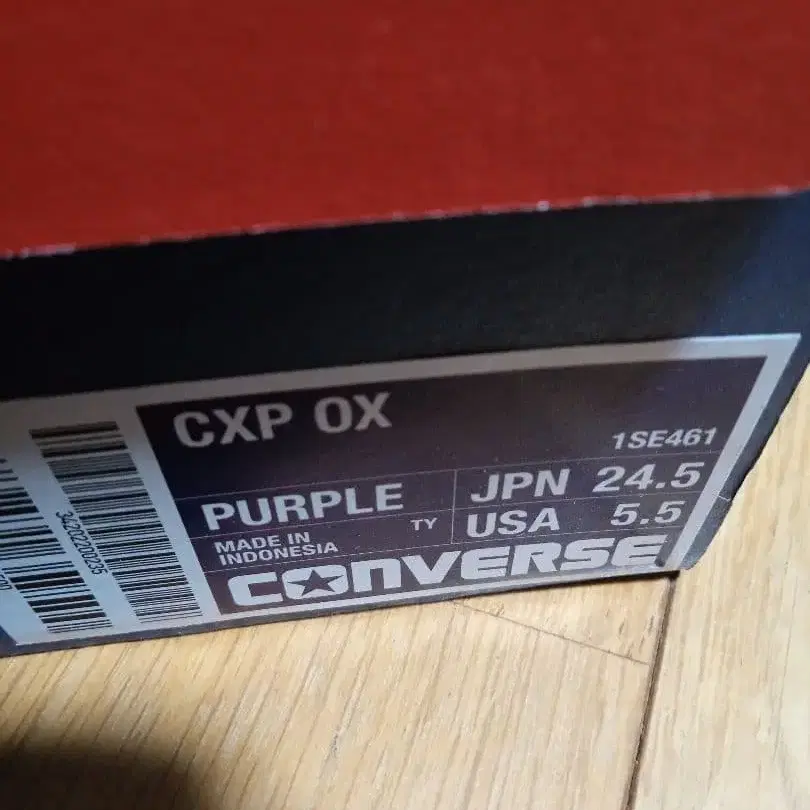 CXP OX
1SE461
PURPLE
JPN 24.5
TY
USA 5.5
MADE IN
INDONESIA
CONVERSE